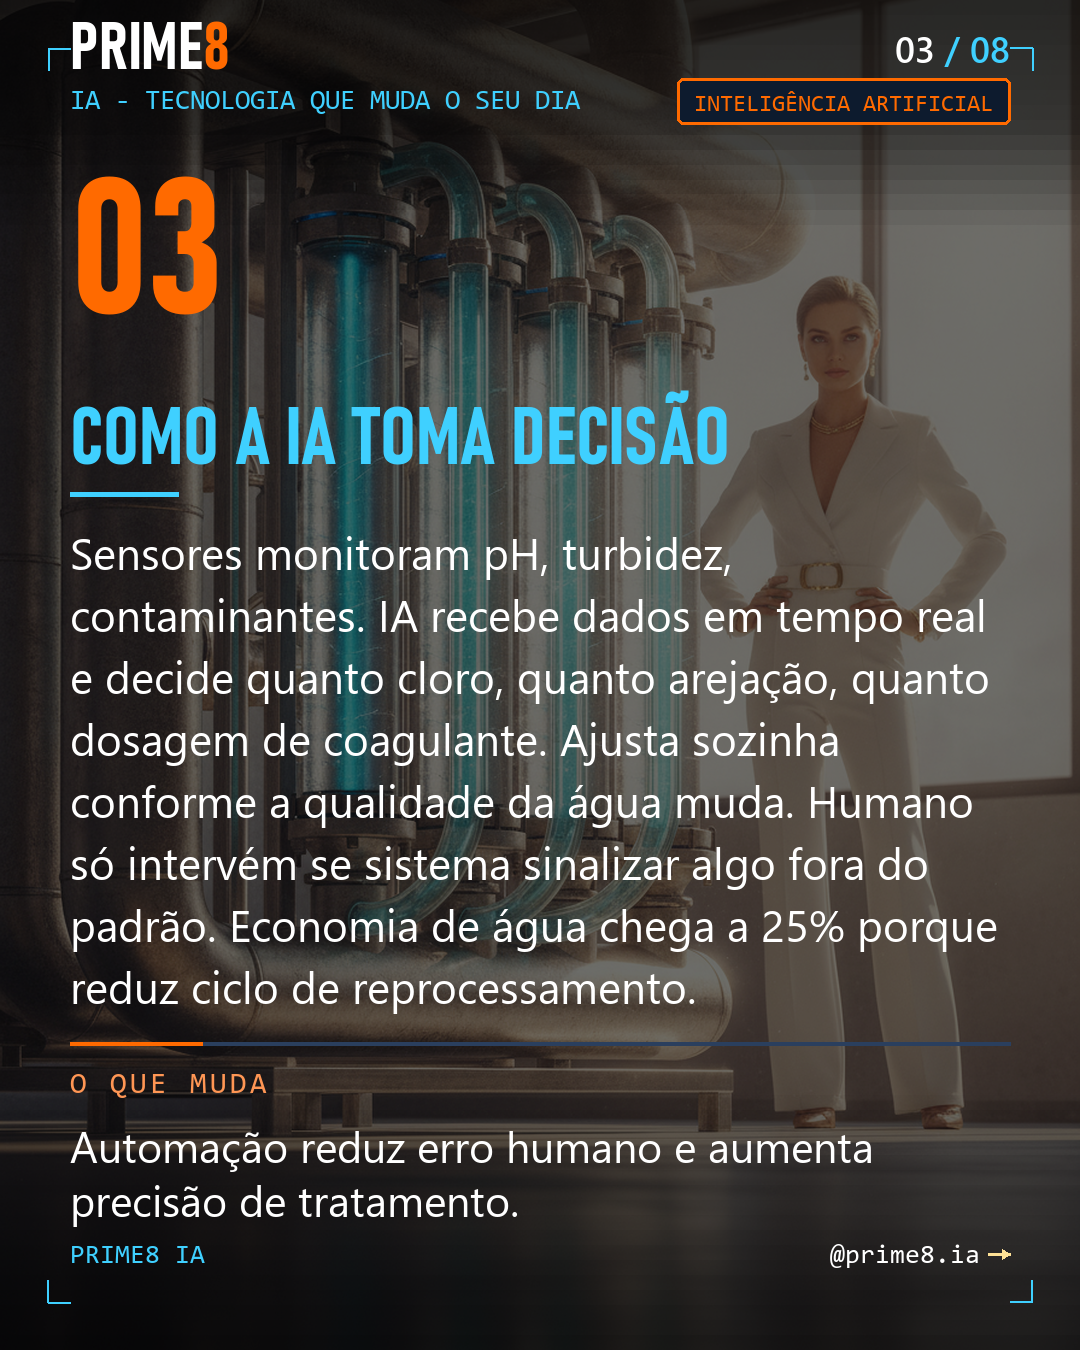 PRIME8
03 / 08
IA - TECNOLOGIA QUE MUDA O SEU DIA
INTELIGÊNCIA ARTIFICIAL
03
COMO A IA TOMA DECISÃO
Sensores monitoram pH, turbidez,
contaminantes. IA recebe dados em tempo real
e decide quanto cloro, quanto arejação, quanto
dosagem de coagulante. Ajusta sozinha
conforme a qualidade da água muda. Humano
só intervém se sistema sinalizar algo fora do
padrão. Economia de água chega a 25% porque
reduz ciclo de reprocessamento.
O QUE MUDA
Automação reduz erro humano e aumenta
precisão de tratamento.
PRIME8 IA
@prime8.ia